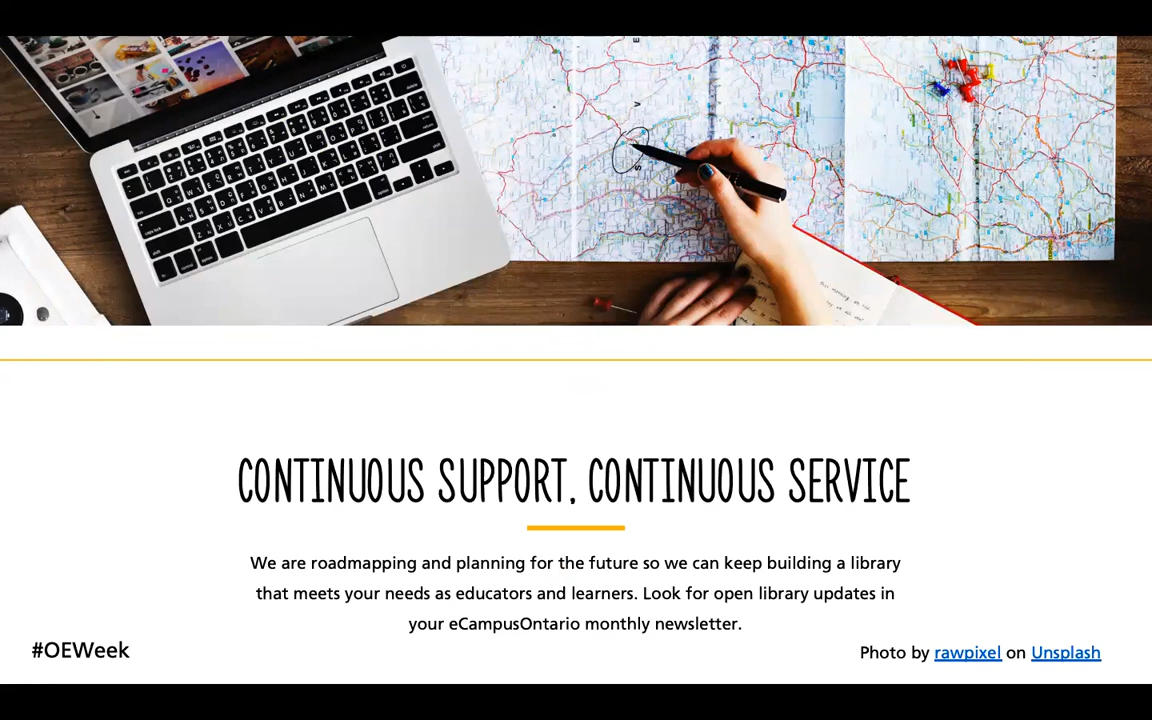 CONTINUOUS SUPPORT, CONTINUOUS SERVICE
We are roadmapping and planning for the future so we can keep building a library
that meets your needs as educators and learners. Look for open library updates in
your eCampusOntario monthly newsletter.
#OEWeek
Photo by rawpixel on Unsplash